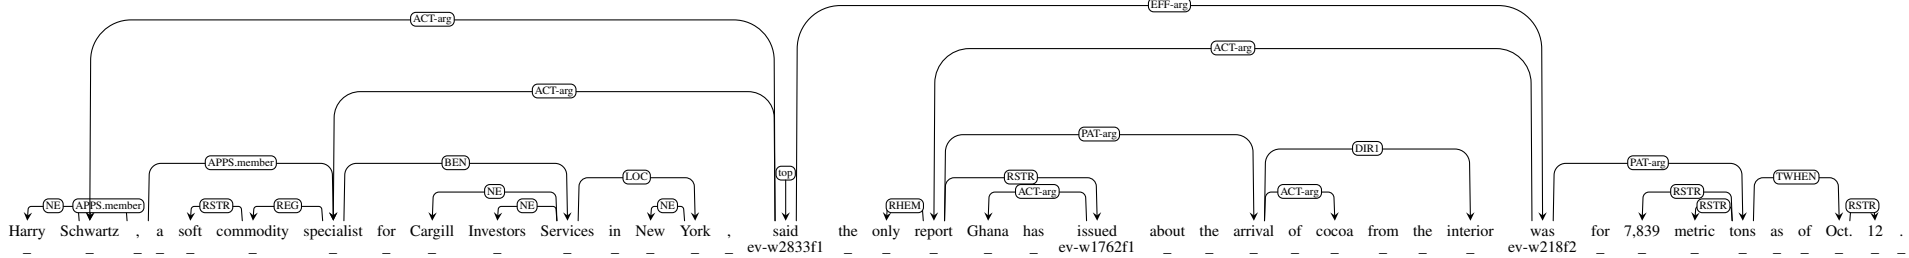 ACT-arg EFF-arg
ACT-arg
ACT-arg
PAT-arg
DIR1
APPS.member BEN PAT-arg
top LOC RSTR TWHEN
NE ACT-arg ACT-arg RSTR
NE APPS.member RSTR REG NE NE RHEM RSTR RSTR
Harry Schwartz , a soft commodity specialist for Cargill Investors Services in New York , said the only report Ghana has issued about the arrival of cocoa from the interior was for 7,839 metric tons as of Oct. 12 .
_ _ _ _ _ _ _ _ _ _ _ _ _ _ _ ev-w2833f1 _ _ _ _ _ ev-w1762f1 _ _ _ _ _ _ _ _ ev-w218f2 _ _ _ _ _ _ _ _ _